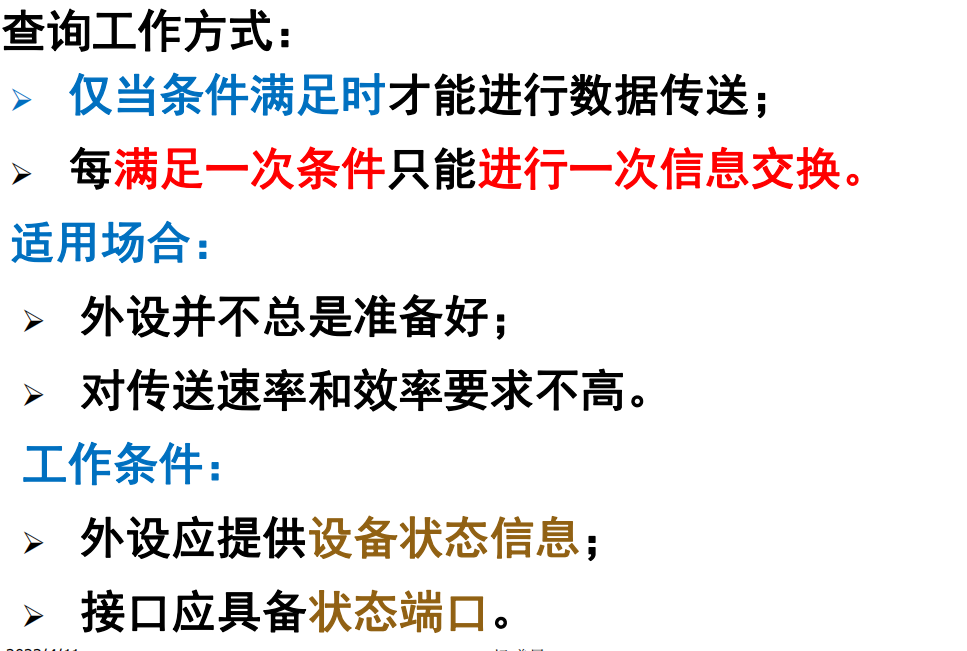 查询工作方式：
➢ 仅当条件满足时才能进行数据传送；
➢ 每满足一次条件只能进行一次信息交换。
适用场合：
➢ 外设并不总是准备好；
➢ 对传送速率和效率要求不高。
工作条件：
➢ 外设应提供设备状态信息；
➢ 接口应具备状态端口。